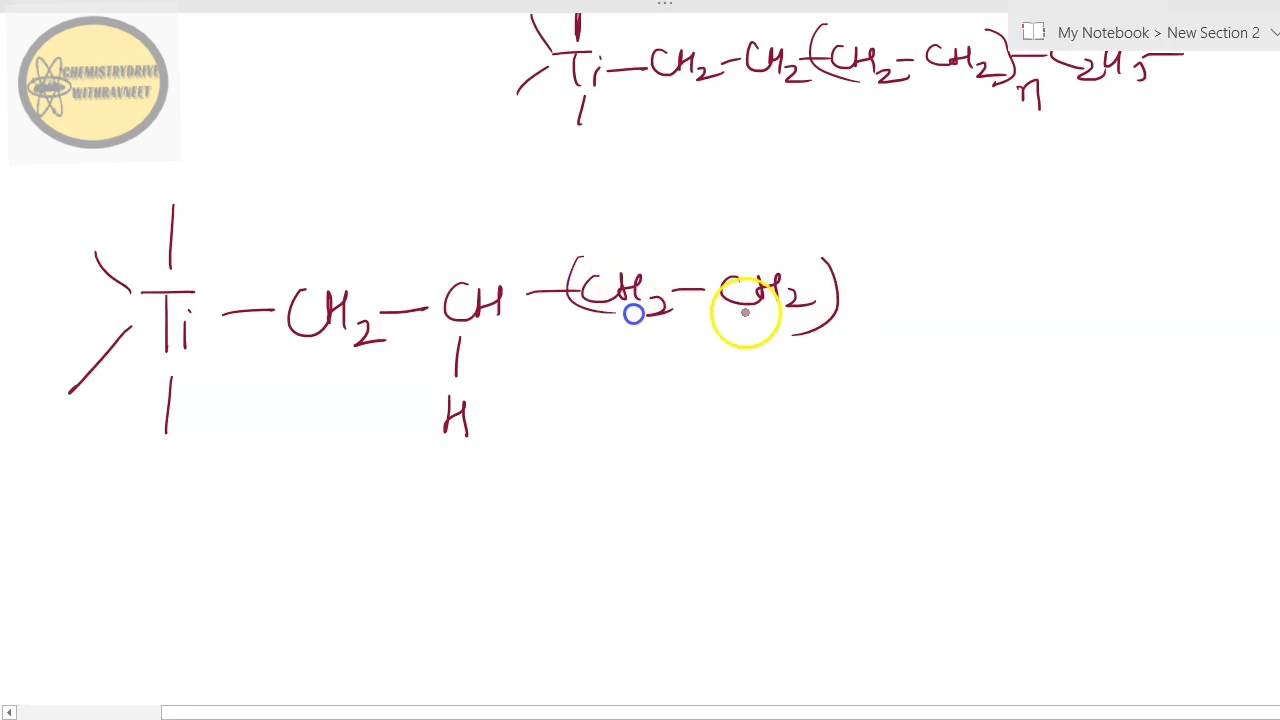 CHEMISTRYDRIVE
WITHRAVNEET
My Notebook > New Section 2
Ti—CH2—CH2—(CH2—CH2)n—C2H5
Ti—CH2—CH—(CH2—CH2)
H